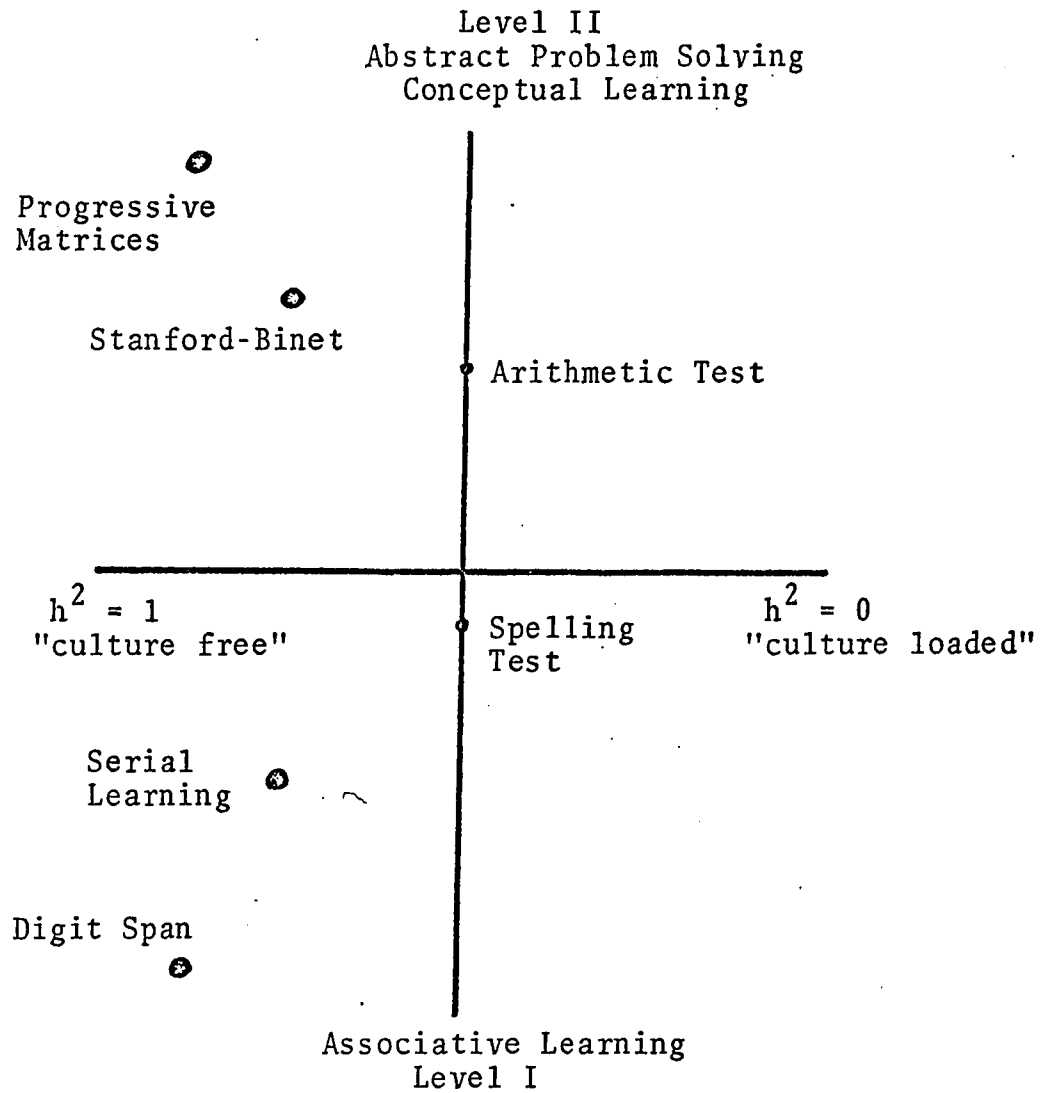 Level II
Abstract Problem Solving
Conceptual Learning
Progressive
Matrices
Stanford-Binet
Arithmetic Test
h² = 1
"culture free"
h² = 0
"culture loaded"
Spelling
Test
Serial
Learning
Digit Span
Associative Learning
Level I